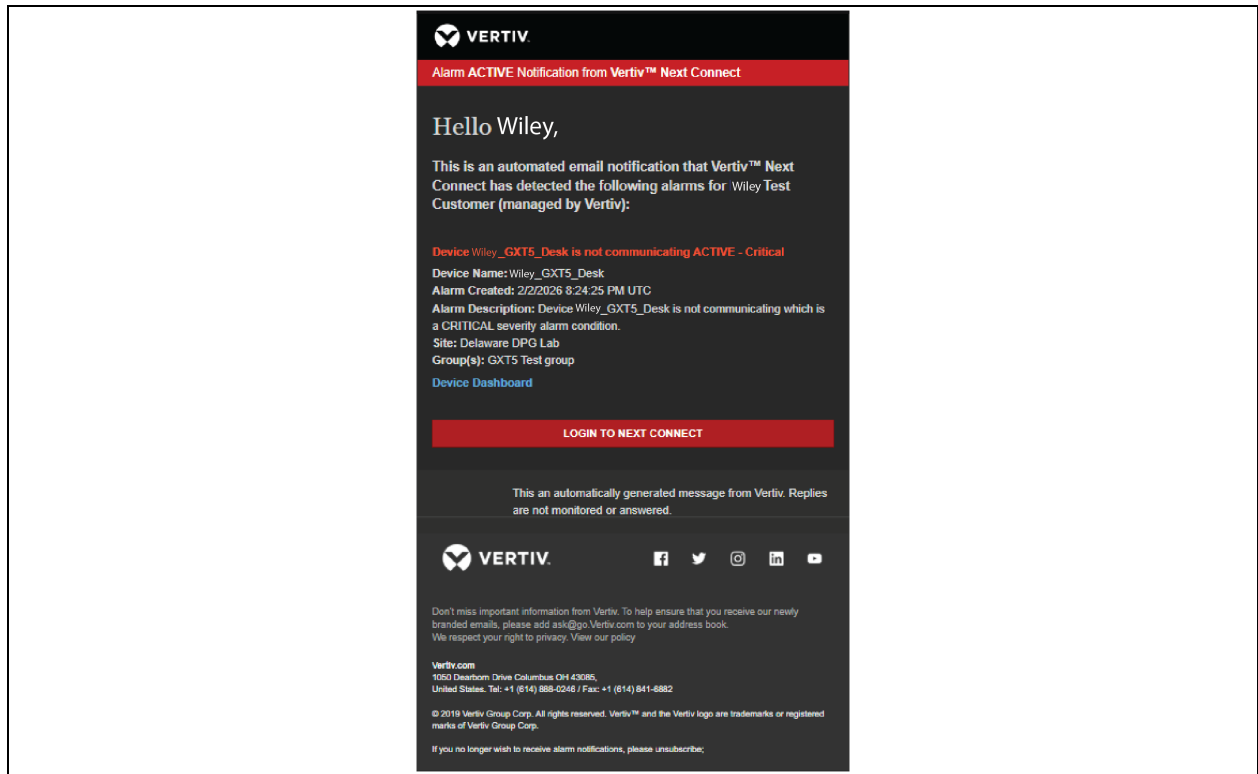 VERTIV.
Alarm ACTIVE Notification from Vertiv™ Next Connect
Hello Wiley,
This is an automated email notification that Vertiv™ Next
Connect has detected the following alarms for Wiley Test
Customer (managed by Vertiv):
Device Wiley_GXT5_Desk is not communicating ACTIVE - Critical
Device Name: Wiley_GXT5_Desk
Alarm Created: 2/2/2026 8:24:25 PM UTC
Alarm Description: Device Wiley_GXT5_Desk is not communicating which is
a CRITICAL severity alarm condition.
Site: Delaware DPG Lab
Group(s): GXT5 Test group
Device Dashboard
LOGIN TO NEXT CONNECT
This an automatically generated message from Vertiv. Replies
are not monitored or answered.
VERTIV.
Don't miss important information from Vertiv. To help ensure that you receive our newly
branded emails, please add ask@go.Vertiv.com to your address book.
We respect your right to privacy. View our policy
Vertiv.com
1050 Dearborn Drive Columbus OH 43085,
United States. Tel: +1 (614) 888-0246 / Fax: +1 (614) 841-6882
© 2019 Vertiv Group Corp. All rights reserved. Vertiv™ and the Vertiv logo are trademarks or registered
marks of Vertiv Group Corp.
If you no longer wish to receive alarm notifications, please unsubscribe;